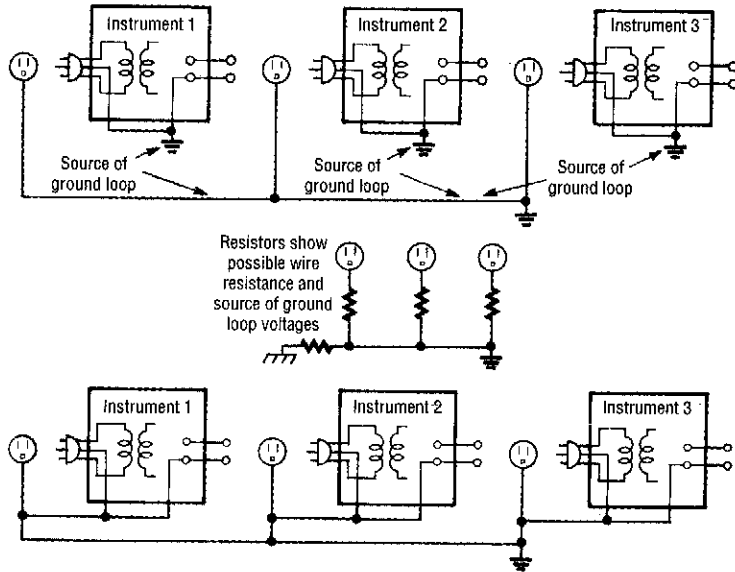 Instrument 1
Instrument 2
Instrument 3
Source of
ground loop
Source of
ground loop
Source of
ground loop
Resistors show
possible wire
resistance and
source of ground
loop voltages
Instrument 1
Instrument 2
Instrument 3